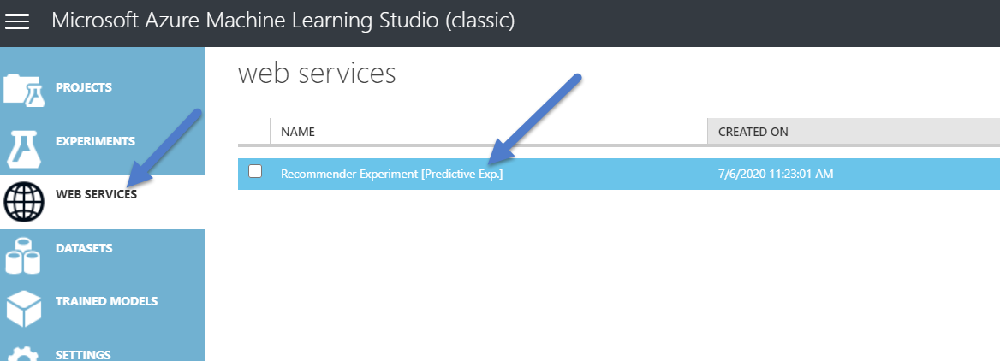 Microsoft Azure Machine Learning Studio (classic)
PROJECTS
EXPERIMENTS
WEB SERVICES
DATASETS
TRAINED MODELS
SETTINGS
web services
NAME CREATED ON
Recommender Experiment [Predictive Exp.] 7/6/2020 11:23:01 AM